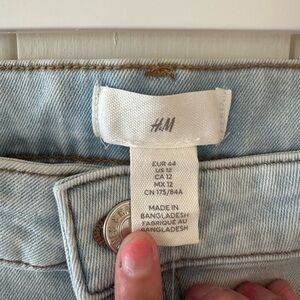 H&M
EUR 44
US 12
CA 12
MX 12
CN 175/84A
MADE IN
BANGLADESH
FABRIQUÉ AU
BANGLADESH